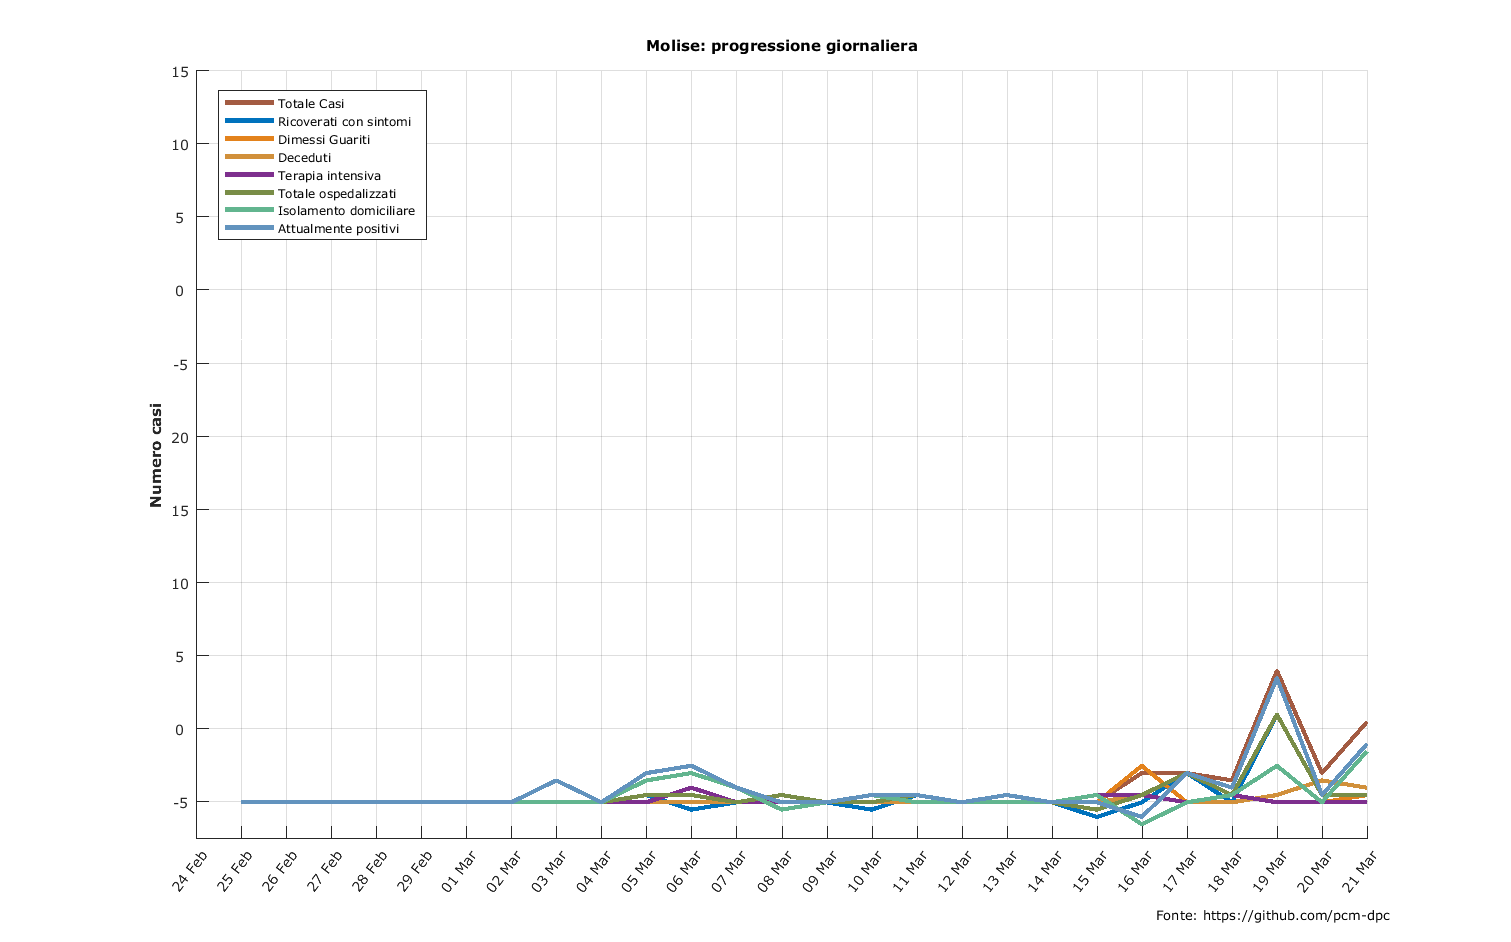 Molise: progressione giornaliera
15
10
5
0
-5
20
15
10
5
0
-5
Numero casi
Totale Casi
Ricoverati con sintomi
Dimessi Guariti
Deceduti
Terapia intensiva
Totale ospedalizzati
Isolamento domiciliare
Attualmente positivi
24 Feb
25 Feb
26 Feb
27 Feb
28 Feb
29 Feb
01 Mar
02 Mar
03 Mar
04 Mar
05 Mar
06 Mar
07 Mar
08 Mar
09 Mar
10 Mar
11 Mar
12 Mar
13 Mar
14 Mar
15 Mar
16 Mar
17 Mar
18 Mar
19 Mar
20 Mar
21 Mar
Fonte: https://github.com/pcm-dpc